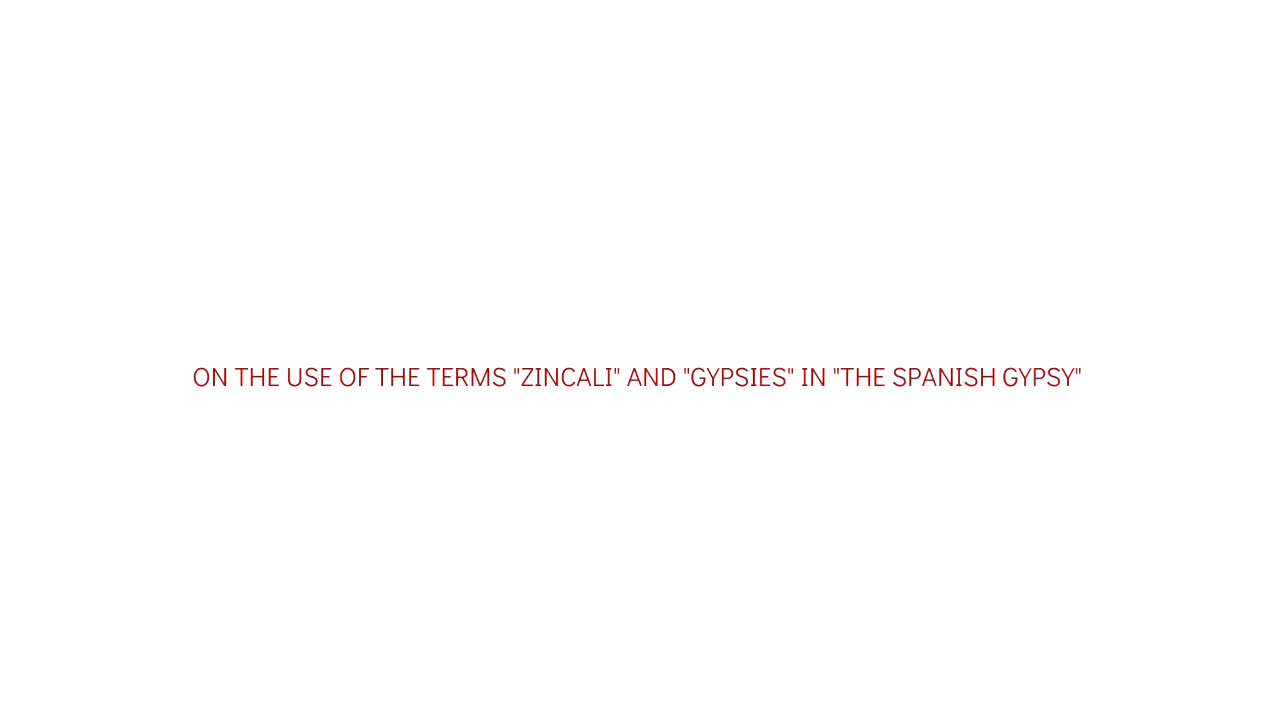 ON THE USE OF THE TERMS "ZINCALI" AND "GYPSIES" IN "THE SPANISH GYPSY"